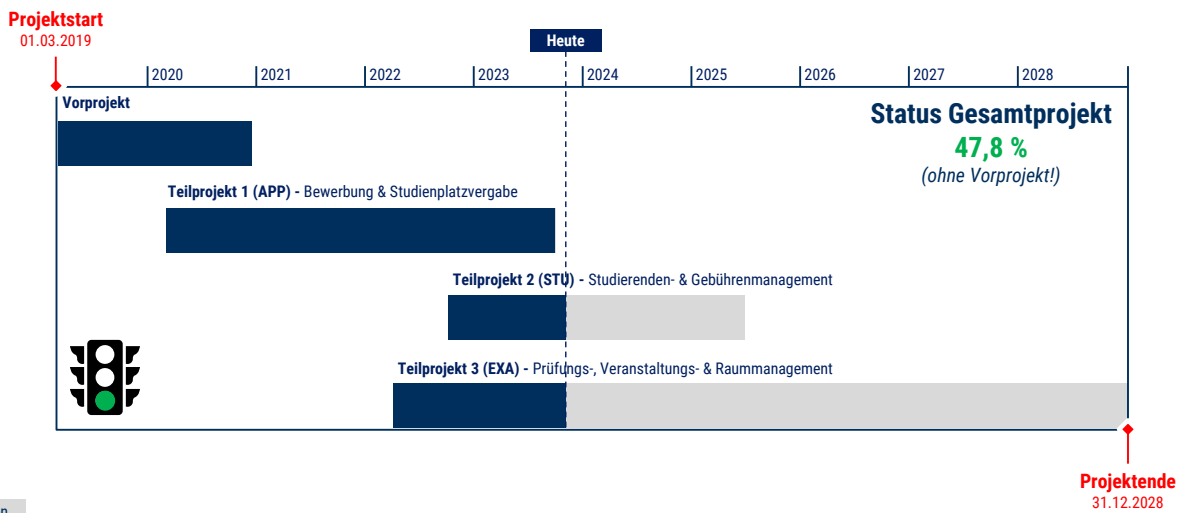 Projektstart
01.03.2019
Heute
2020 2021 2022 2023 2024 2025 2026 2027 2028
Vorprojekt
Status Gesamtprojekt
47,8 %
(ohne Vorprojekt!)
Teilprojekt 1 (APP) - Bewerbung & Studienplatzvergabe
Teilprojekt 2 (STU) - Studierenden- & Gebührenmanagement
Teilprojekt 3 (EXA) - Prüfungs-, Veranstaltungs- & Raummanagement
Projektende
31.12.2028